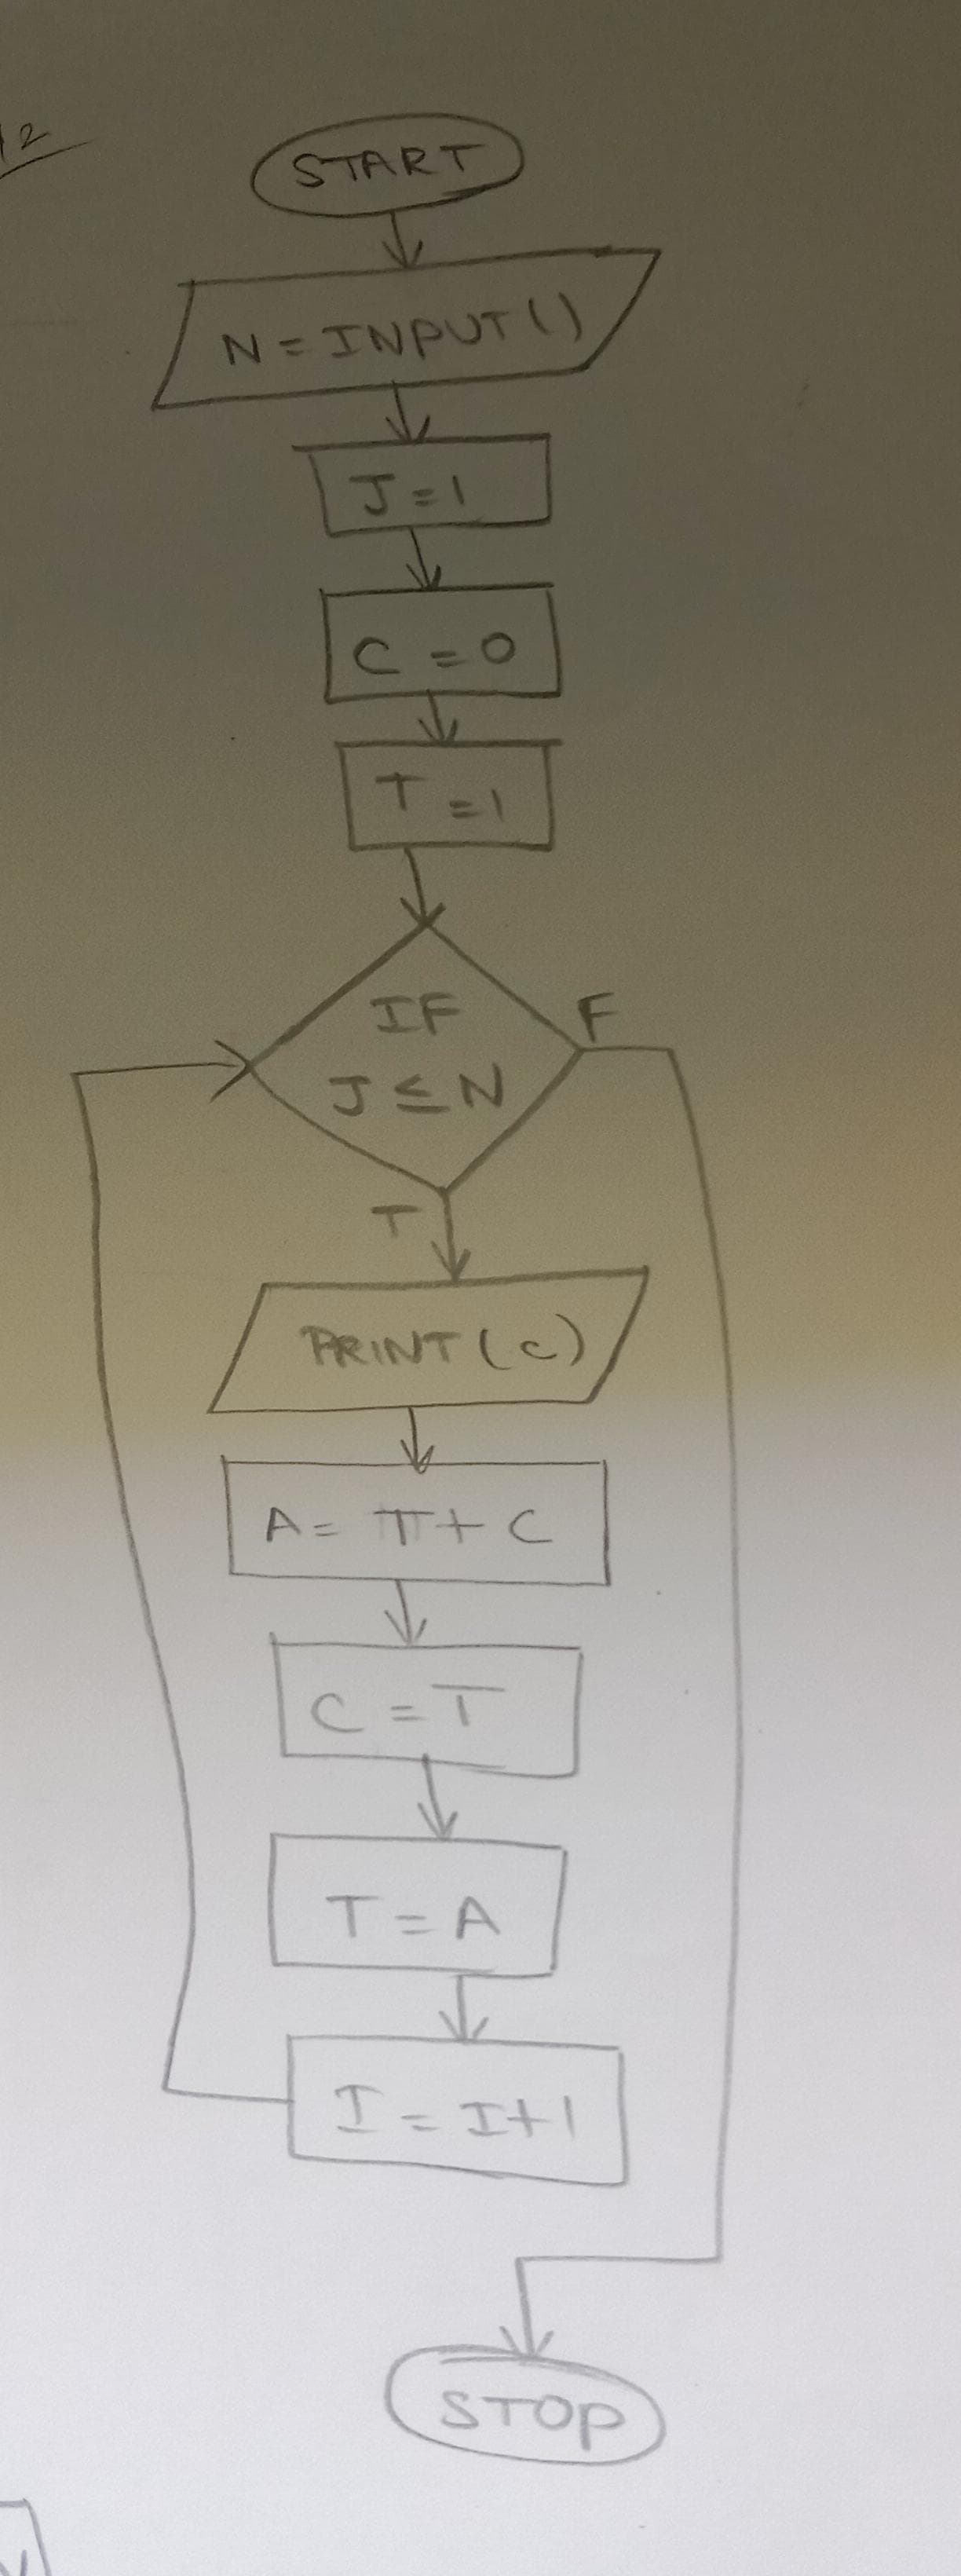 12
START
N = INPUT()
J = 1
C = 0
T = 1
IF
J ≤ N
F
T
PRINT(C)
A = T + C
C = T
T = A
I = I+1
STOP